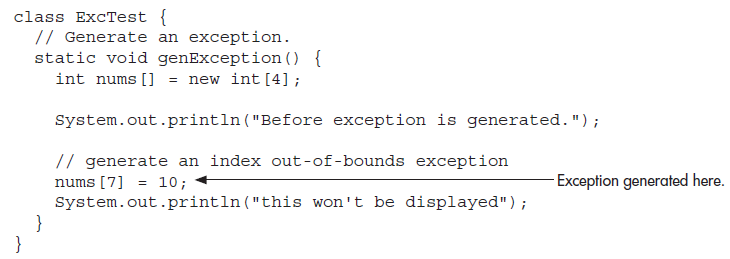 class ExcTest {
// Generate an exception.
static void genException() {
int nums[] = new int[4];
System.out.println("Before exception is generated.");
// generate an index out-of-bounds exception
nums[7] = 10; Exception generated here.
System.out.println("this won't be displayed");
}
}